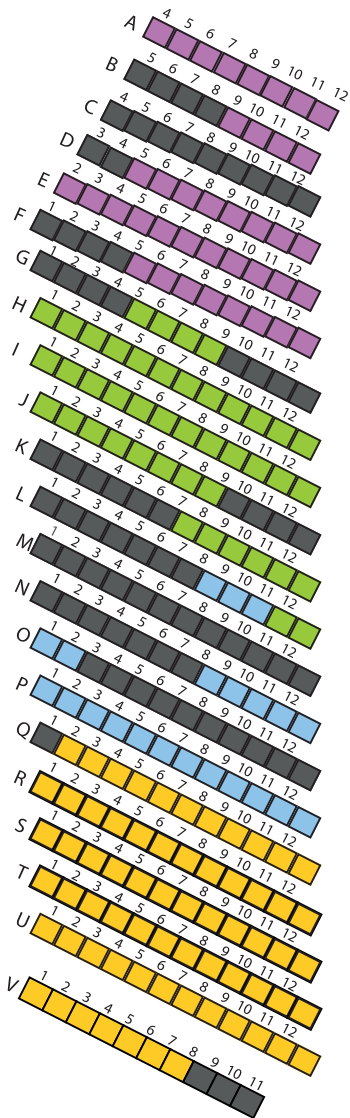 A 4 5 6 7 8 9 10 11 12
B 5 6 7 8 9 10 11 12
C 4 5 6 7 8 9 10 11 12
D 3 4 5 6 7 8 9 10 11 12
E 2 3 4 5 6 7 8 9 10 11 12
F 1 2 3 4 5 6 7 8 9 10 11 12
G 1 2 3 4 5 6 7 8 9 10 11 12
H 1 2 3 4 5 6 7 8 9 10 11 12
I 1 2 3 4 5 6 7 8 9 10 11 12
J 1 2 3 4 5 6 7 8 9 10 11 12
K 1 2 3 4 5 6 7 8 9 10 11 12
L 1 2 3 4 5 6 7 8 9 10 11 12
M 1 2 3 4 5 6 7 8 9 10 11 12
N 1 2 3 4 5 6 7 8 9 10 11 12
O 1 2 3 4 5 6 7 8 9 10 11 12
P 1 2 3 4 5 6 7 8 9 10 11 12
Q 1 2 3 4 5 6 7 8 9 10 11 12
R 1 2 3 4 5 6 7 8 9 10 11 12
S 1 2 3 4 5 6 7 8 9 10 11 12
T 1 2 3 4 5 6 7 8 9 10 11 12
U 1 2 3 4 5 6 7 8 9 10 11 12
V 1 2 3 4 5 6 7 8 9 10 11